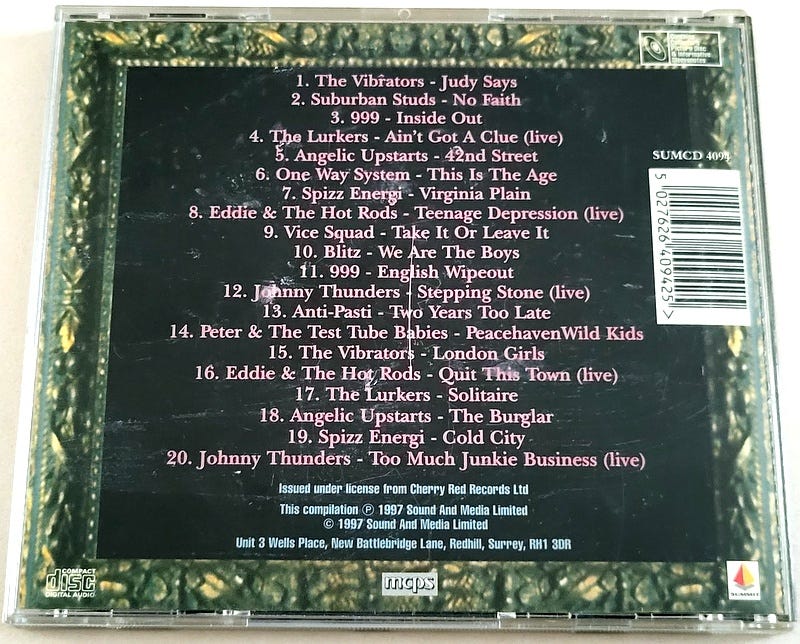 Picture Disc
& Informative
Sleevenotes
1. The Vibrators - Judy Says
2. Suburban Studs - No Faith
3. 999 - Inside Out
4. The Lurkers - Ain't Got A Clue (live)
5. Angelic Upstarts - 42nd Street
6. One Way System - This Is The Age
7. Spizz Energi - Virginia Plain
8. Eddie & The Hot Rods - Teenage Depression (live)
9. Vice Squad - Take It Or Leave It
10. Blitz - We Are The Boys
11. 999 - English Wipeout
12. Johnny Thunders - Stepping Stone (live)
13. Anti-Pasti - Two Years Too Late
14. Peter & The Test Tube Babies - PeacehavenWild Kids
15. The Vibrators - London Girls
16. Eddie & The Hot Rods - Quit This Town (live)
17. The Lurkers - Solitaire
18. Angelic Upstarts - The Burglar
19. Spizz Energi - Cold City
20. Johnny Thunders - Too Much Junkie Business (live)
SUMCD 4094
5 027626 409425 >
Issued under license from Cherry Red Records Ltd
This compilation ℗ 1997 Sound And Media Limited
© 1997 Sound And Media Limited
Unit 3 Wells Place, New Battlebridge Lane, Redhill, Surrey, RH1 3DR
COMPACT
disc
DIGITAL AUDIO
mcps
SUMMIT